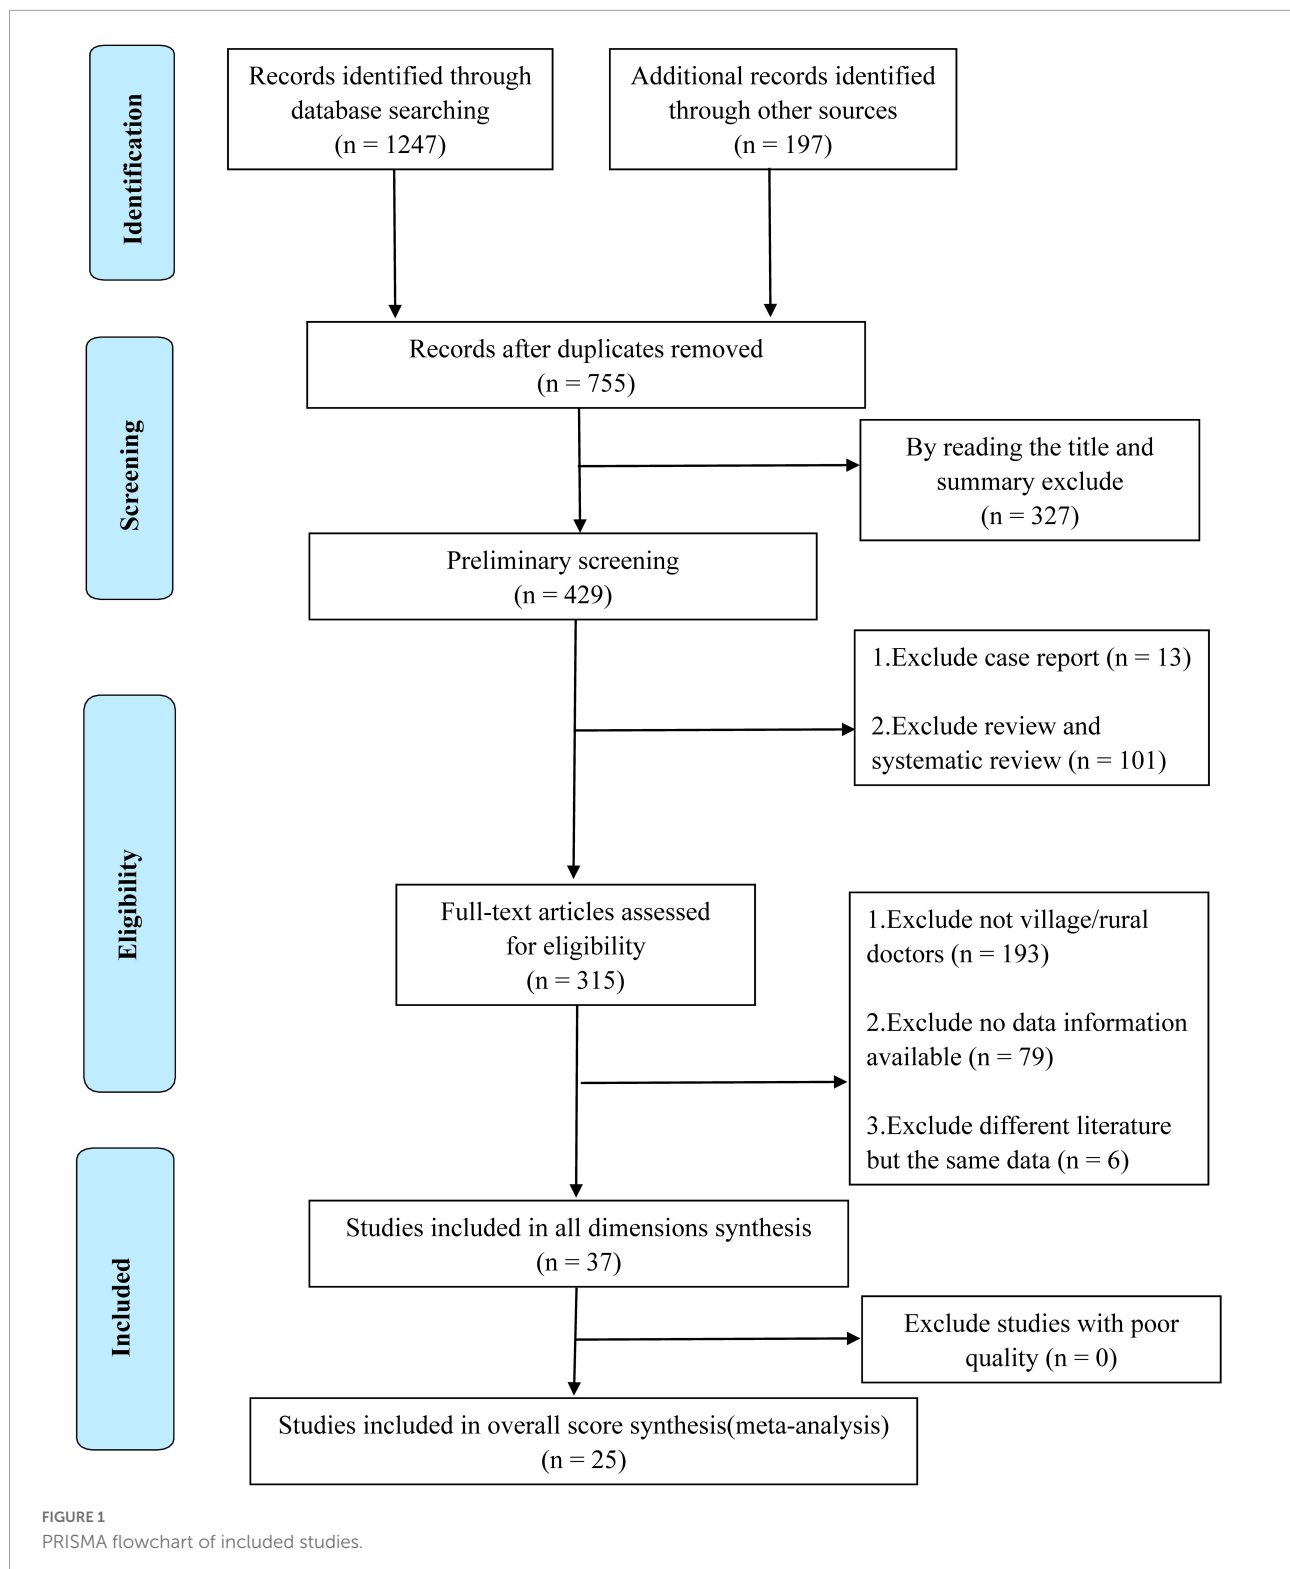 Identification
Records identified through
database searching
(n = 1247)
Additional records identified
through other sources
(n = 197)
Screening
Records after duplicates removed
(n = 755)
By reading the title and
summary exclude
(n = 327)
Preliminary screening
(n = 429)
1.Exclude case report (n = 13)
2.Exclude review and
systematic review (n = 101)
Eligibility
Full-text articles assessed
for eligibility
(n = 315)
1.Exclude not village/rural
doctors (n = 193)
2.Exclude no data information
available (n = 79)
3.Exclude different literature
but the same data (n = 6)
Included
Studies included in all dimensions synthesis
(n = 37)
Exclude studies with poor
quality (n = 0)
Studies included in overall score synthesis(meta-analysis)
(n = 25)
FIGURE 1
PRISMA flowchart of included studies.